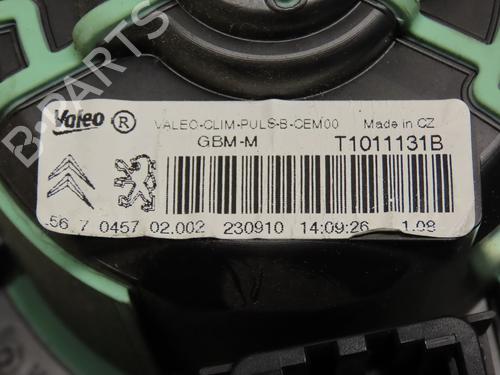 B-PARTS
Valeo ® VALEO-CLIM-PULS-B-CEM00 Made in CZ
GBM-M T1011131B
56 7 0457 02.002 230910 14:09:26 1.08